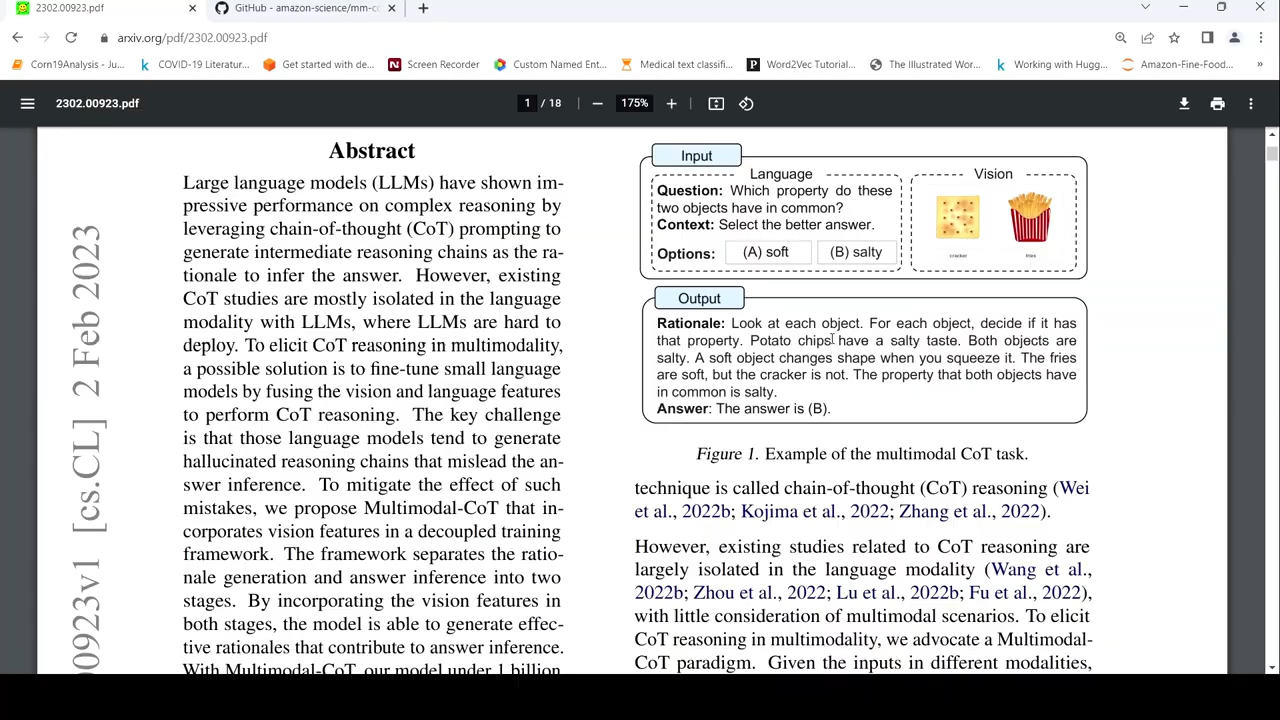 2302.00923.pdf
GitHub - amazon-science/mm-co
arxiv.org/pdf/2302.00923.pdf
Corn19Analysis - Ju...
COVID-19 Literatur...
Get started with de...
Screen Recorder
Custom Named Ent...
Medical text classifi...
Word2Vec Tutorial...
The Illustrated Wor...
Working with Hugg...
Amazon-Fine-Food...
»
2302.00923.pdf
1 / 18
175%
00923v1 [cs.CL] 2 Feb 2023
Abstract
Large language models (LLMs) have shown im-
pressive performance on complex reasoning by
leveraging chain-of-thought (CoT) prompting to
generate intermediate reasoning chains as the ra-
tionale to infer the answer. However, existing
CoT studies are mostly isolated in the language
modality with LLMs, where LLMs are hard to
deploy. To elicit CoT reasoning in multimodality,
a possible solution is to fine-tune small language
models by fusing the vision and language features
to perform CoT reasoning. The key challenge
is that those language models tend to generate
hallucinated reasoning chains that mislead the an-
swer inference. To mitigate the effect of such
mistakes, we propose Multimodal-CoT that in-
corporates vision features in a decoupled training
framework. The framework separates the ratio-
nale generation and answer inference into two
stages. By incorporating the vision features in
both stages, the model is able to generate effec-
tive rationales that contribute to answer inference.
With Multimodal-CoT, our model under 1 billion
Input
Language
Question: Which property do these
two objects have in common?
Context: Select the better answer.
Options: (A) soft (B) salty
Vision
cracker
fries
Output
Rationale: Look at each object. For each object, decide if it has
that property. Potato chips have a salty taste. Both objects are
salty. A soft object changes shape when you squeeze it. The fries
are soft, but the cracker is not. The property that both objects have
in common is salty.
Answer: The answer is (B).
Figure 1. Example of the multimodal CoT task.
technique is called chain-of-thought (CoT) reasoning (Wei
et al., 2022b; Kojima et al., 2022; Zhang et al., 2022).
However, existing studies related to CoT reasoning are
largely isolated in the language modality (Wang et al.,
2022b; Zhou et al., 2022; Lu et al., 2022b; Fu et al., 2022),
with little consideration of multimodal scenarios. To elicit
CoT reasoning in multimodality, we advocate a Multimodal-
CoT paradigm. Given the inputs in different modalities,